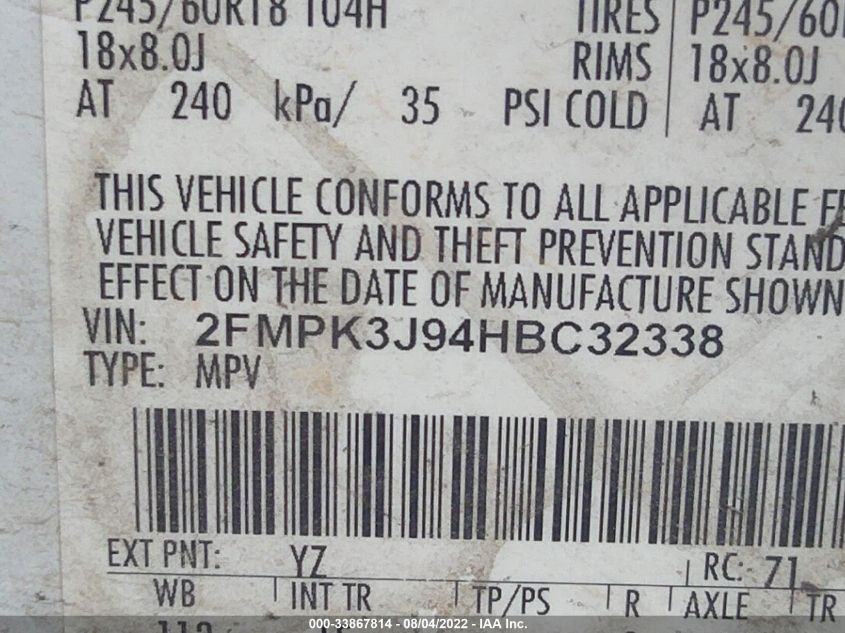 P245/60R18 104H TIRES P245/60
18x8.0J RIMS 18x8.0J
AT 240 kPa/ 35 PSI COLD AT 240
THIS VEHICLE CONFORMS TO ALL APPLICABLE FE
VEHICLE SAFETY AND THEFT PREVENTION STAND
EFFECT ON THE DATE OF MANUFACTURE SHOWN
VIN: 2FMPK3J94HBC32338
TYPE: MPV
EXT PNT: YZ RC: 71
WB INT TR TP/PS R AXLE TR
112
000-33867814 - 08/04/2022 - IAA Inc.